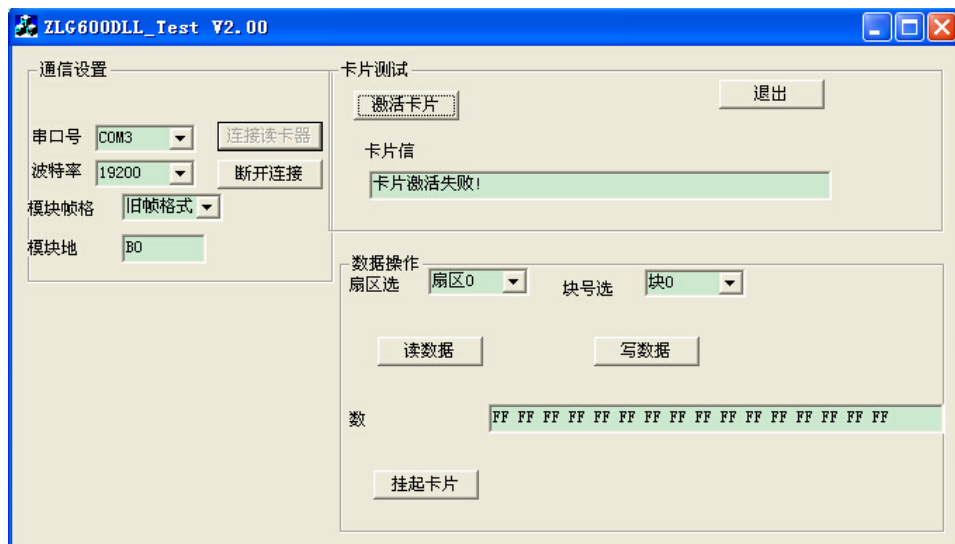 ZLG600DLL_Test V2.00
通信设置
串口号 COM3 连接读卡器
波特率 19200 断开连接
模块帧格 旧帧格式
模块地 B0
卡片测试
激活卡片 退出
卡片信
卡片激活失败!
数据操作
扇区选 扇区0 块号选 块0
读数据 写数据
数 FF FF FF FF FF FF FF FF FF FF FF FF FF FF FF FF
挂起卡片